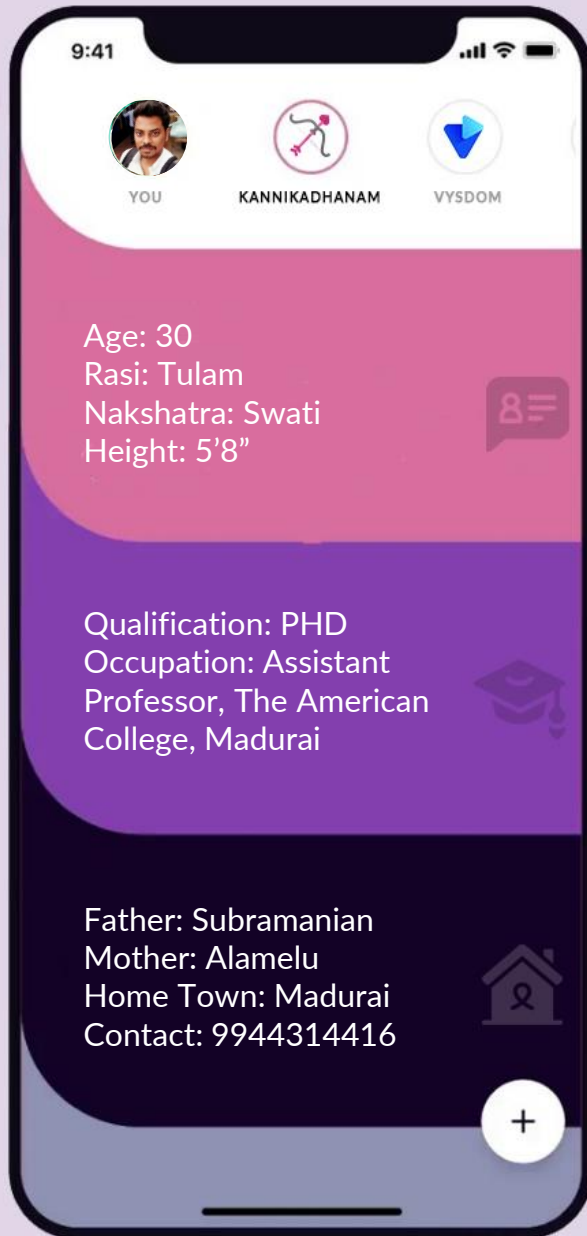 9:41
YOU
KANNIKADHANAM
VYSDOM
Age: 30
Rasi: Tulam
Nakshatra: Swati
Height: 5’8”
Qualification: PHD
Occupation: Assistant
Professor, The American
College, Madurai
Father: Subramanian
Mother: Alamelu
Home Town: Madurai
Contact: 9944314416
+